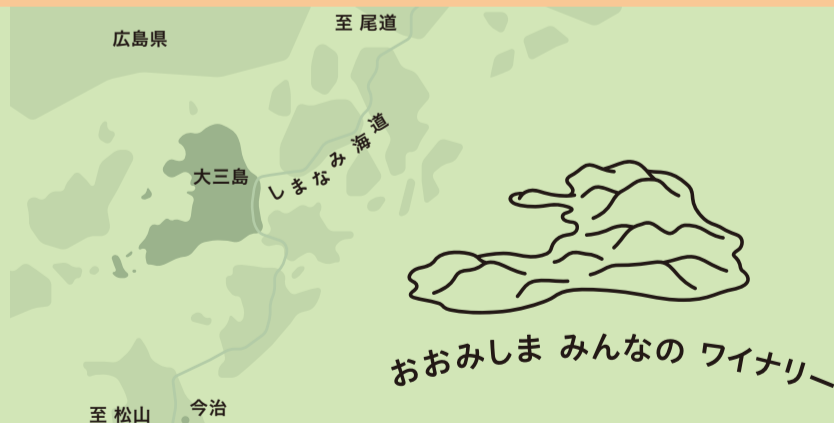 至 尾道
広島県
しまなみ海道
大三島
おおみしま みんなの ワイナリー
今治
至 松山